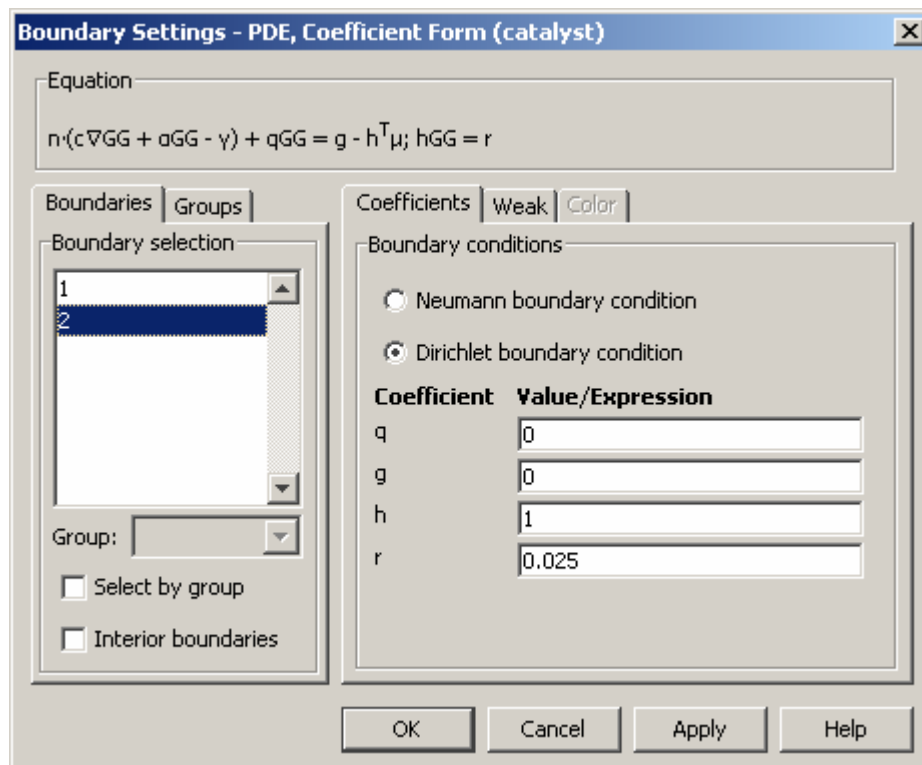 Boundary Settings - PDE, Coefficient Form (catalyst)
Equation
n·(c∇GG + αGG - γ) + qGG = g - hᵀμ; hGG = r
Boundaries Groups
Boundary selection
1
2
Group:
Select by group
Interior boundaries
Coefficients Weak Color
Boundary conditions
Neumann boundary condition
Dirichlet boundary condition
Coefficient Value/Expression
q 0
g 0
h 1
r 0.025
OK Cancel Apply Help